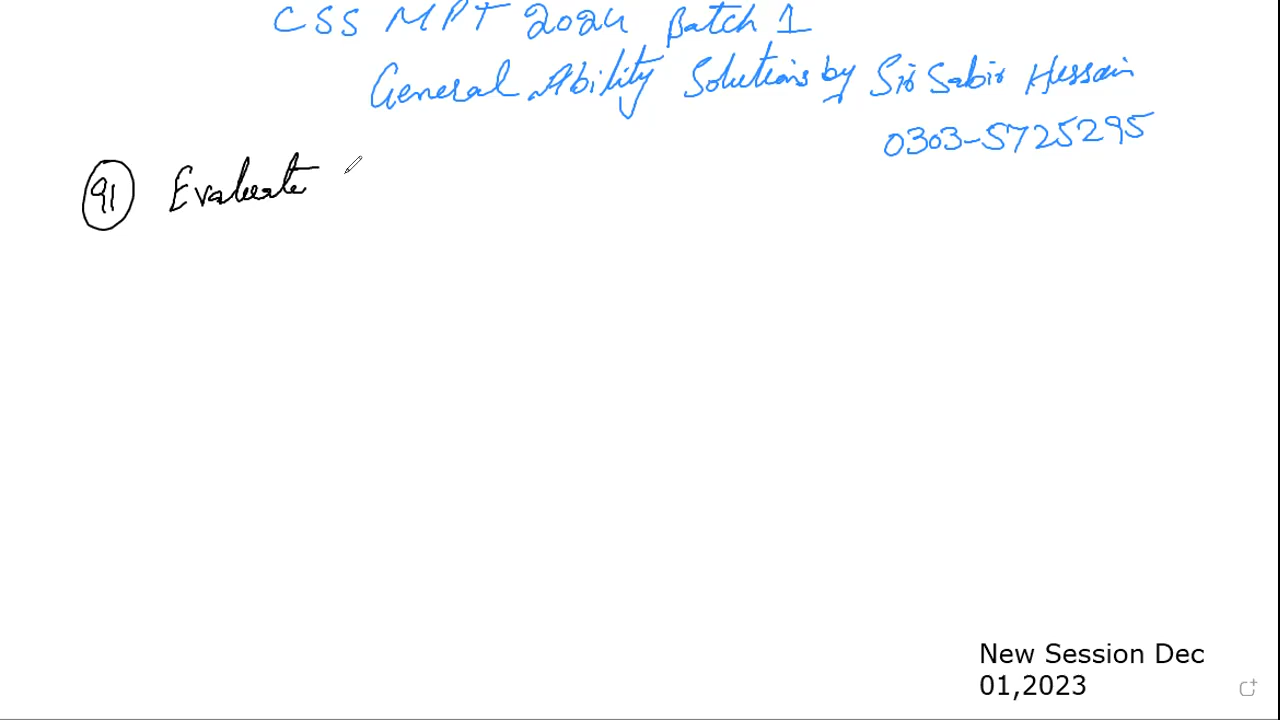 CSS MPT 2024 Batch 1
General Ability Solutions by Sir Sabir Hussain
0303-5725295
91 Evaluate
New Session Dec
01,2023